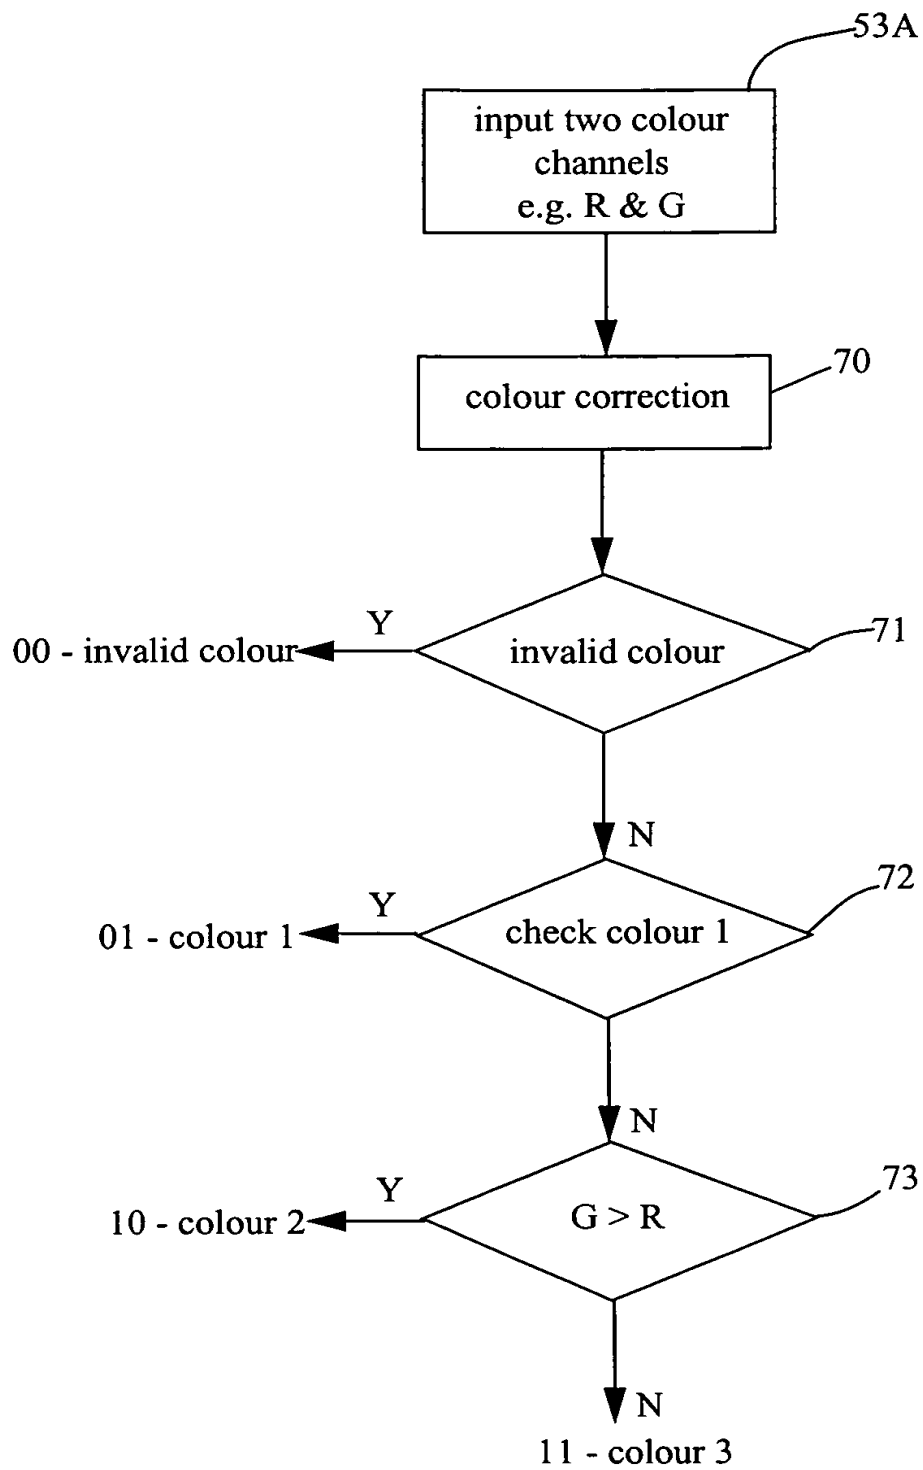 53A
input two colour
channels
e.g. R & G
70
colour correction
71
Y
00 - invalid colour
invalid colour
N
72
Y
01 - colour 1
check colour 1
N
73
Y
10 - colour 2
G > R
N
11 - colour 3